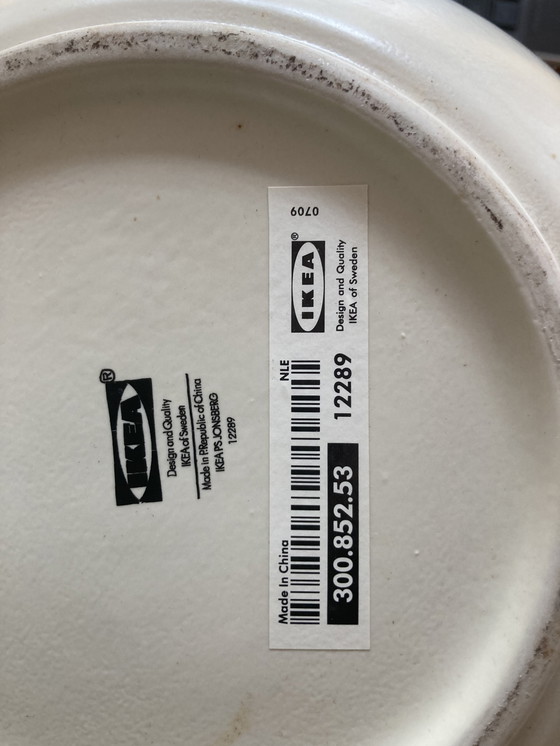 IKEA®
Design and Quality
IKEA of Sweden
Made in P.Republic of China
IKEA PS JONSBERG
12289
Made In China
NLE
300.852.53
12289
IKEA®
Design and Quality
IKEA of Sweden
0709